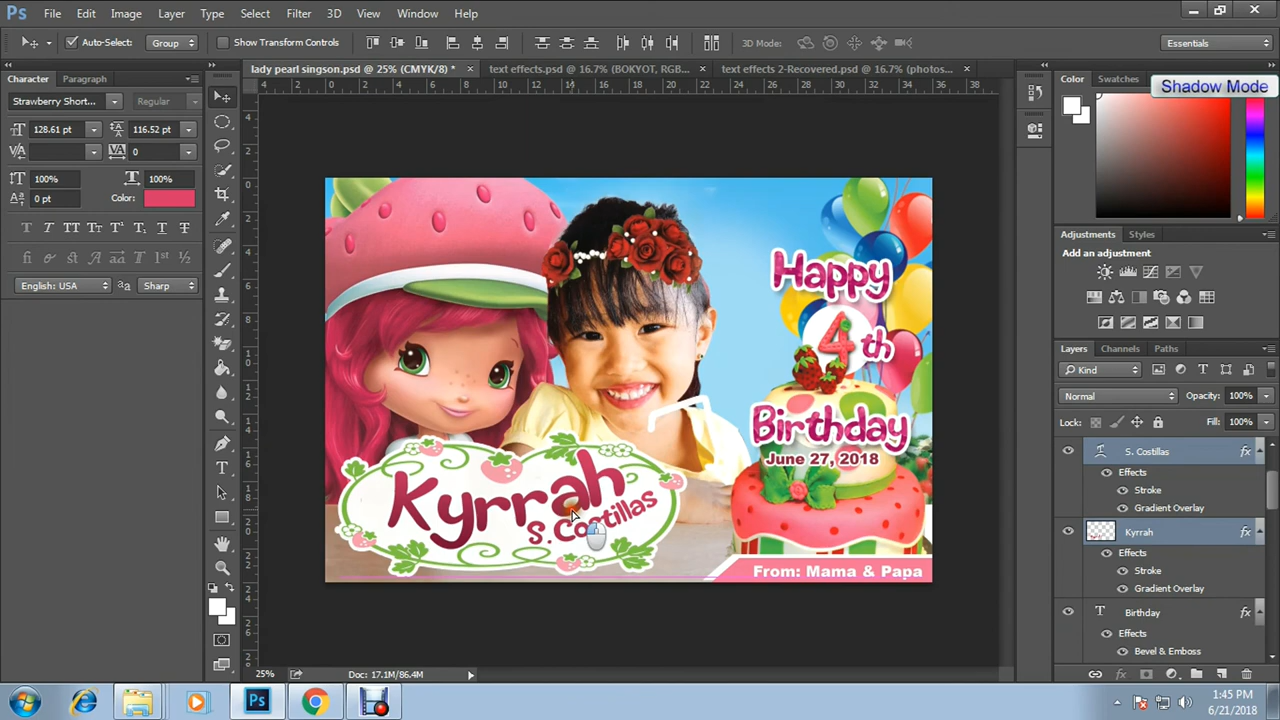 Ps File Edit Image Layer Type Select Filter 3D View Window Help
Auto-Select: Group Show Transform Controls 3D Mode: Essentials
lady pearl singson.psd @ 25% (CMYK/8) * × text effects.psd @ 16.7% (BOKYOT, RGB... × text effects 2-Recovered.psd @ 16.7% (photos... ×
Character Paragraph
Strawberry Short... Regular
128.61 pt 116.52 pt
0
100% 100%
0 pt Color:
English: USA Sharp
Color Swatches
Shadow Mode
Adjustments Styles
Add an adjustment
Layers Channels Paths
Kind
Normal Opacity: 100%
Lock: Fill: 100%
S. Costillas fx
Effects
Stroke
Gradient Overlay
Kyrrah fx
Effects
Stroke
Gradient Overlay
Birthday fx
Effects
Bevel & Emboss
Happy
4th
Birthday
June 27, 2018
Kyrrah
S. Costillas
From: Mama & Papa
25% Doc: 17.1M/86.4M
1:45 PM
6/21/2018